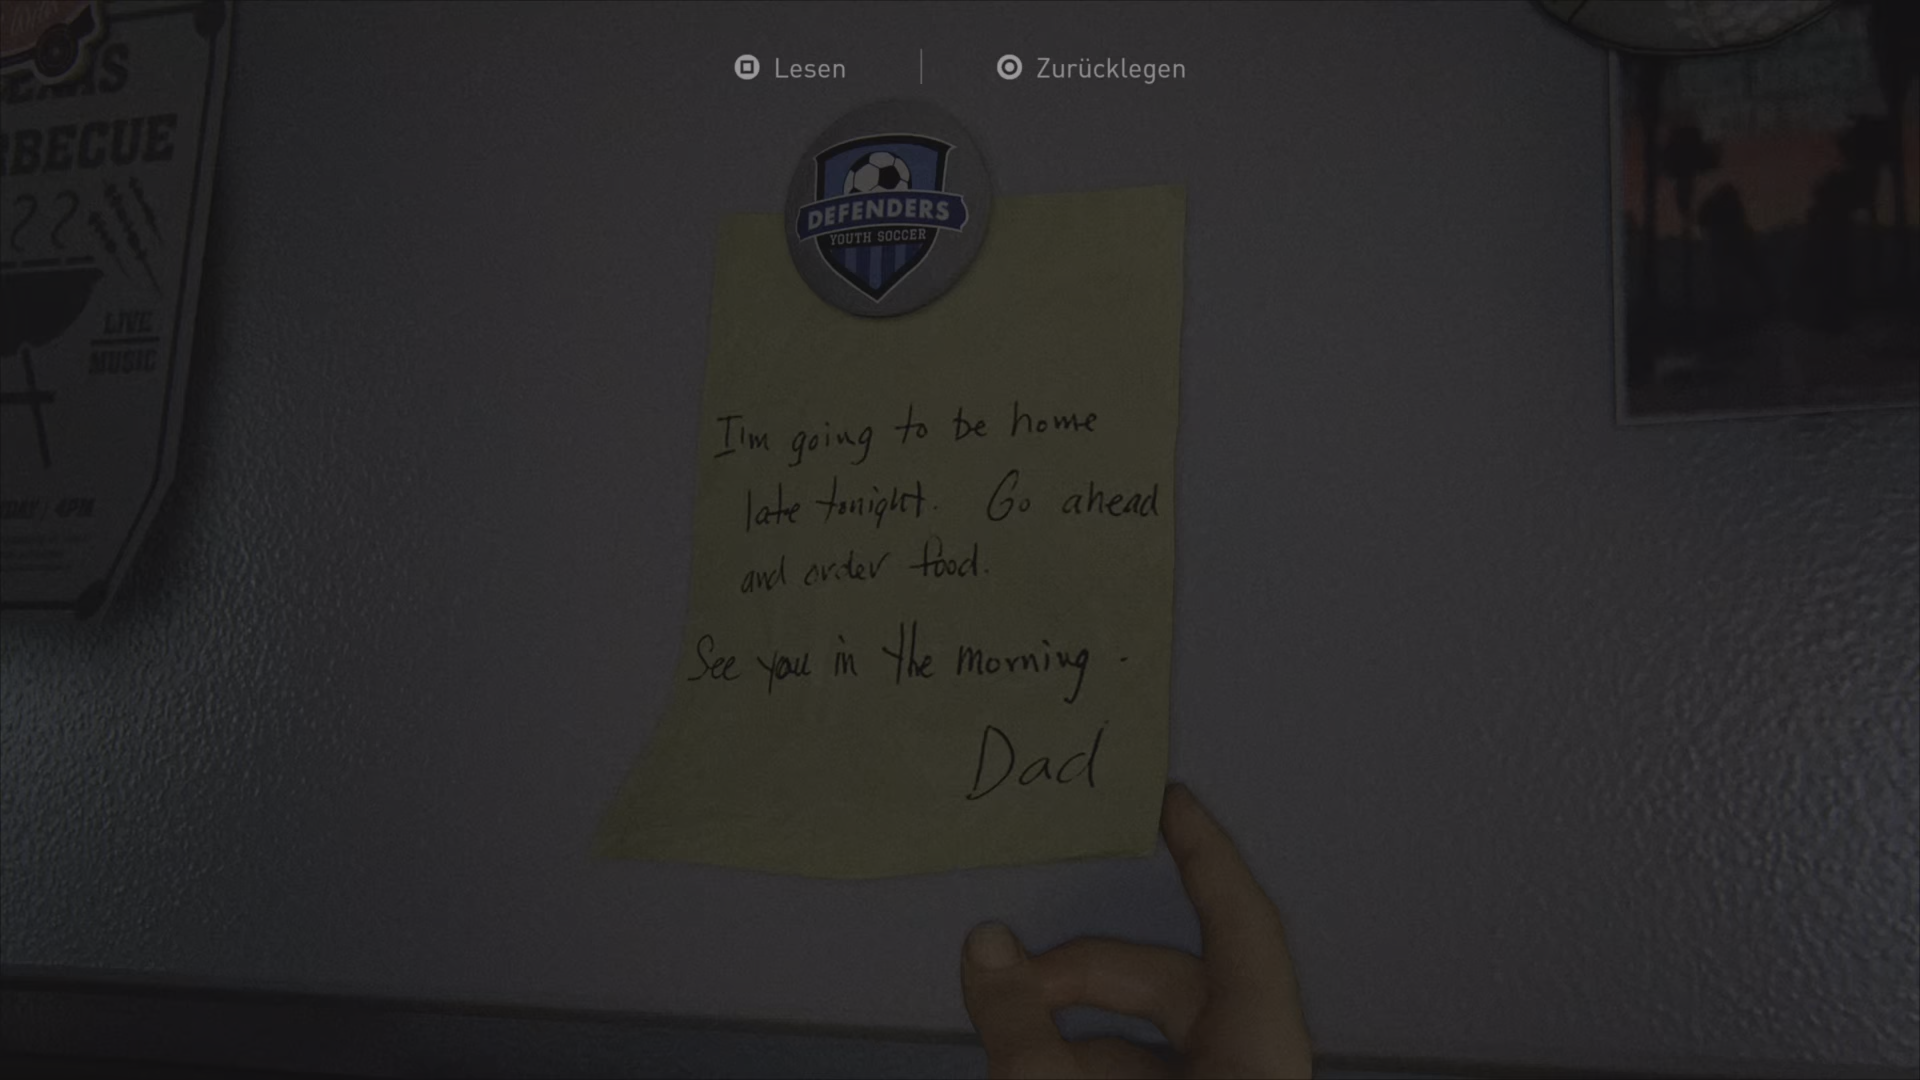 Lesen
Zurücklegen
BECUE
LIVE
MUSIC
4PM
DEFENDERS
YOUTH SOCCER
I'm going to be home
late tonight. Go ahead
and order food.
See you in the morning.
Dad